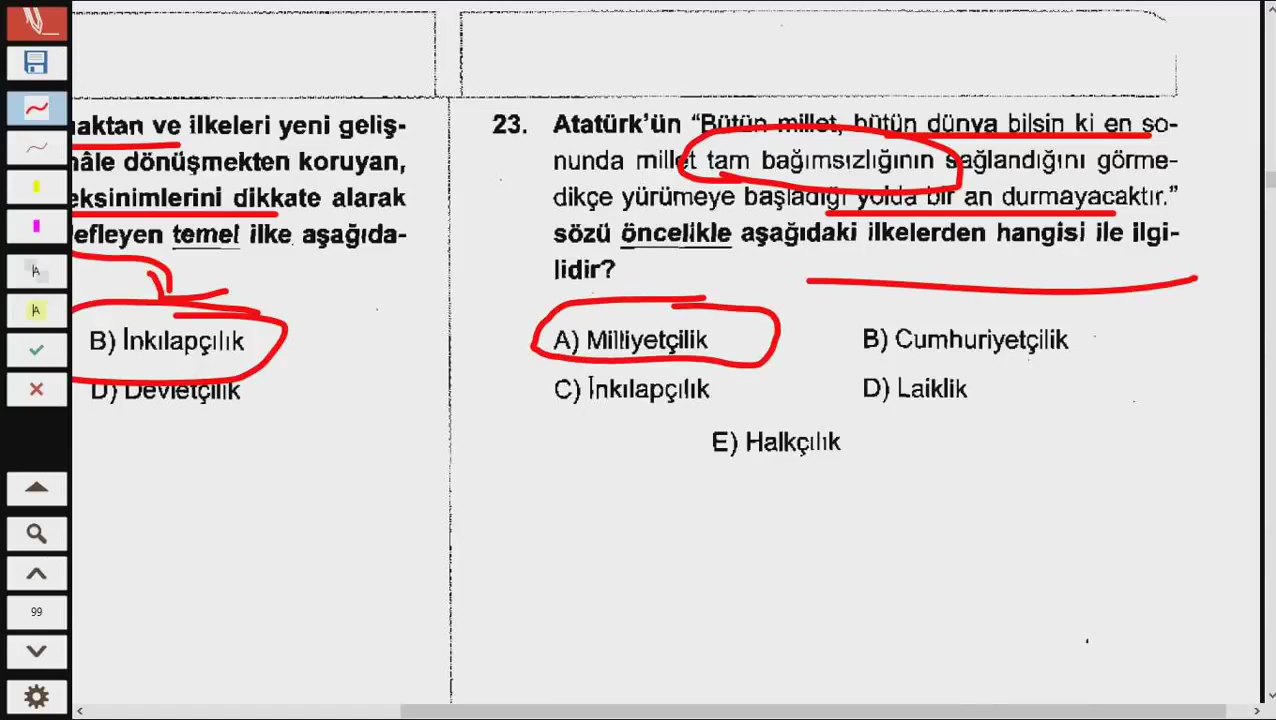 aktan ve ilkeleri yeni geliş-
hâle dönüşmekten koruyan,
eksinimlerini dikkate alarak
efleyen temel ilke aşağıda-
B) İnkılapçılık
D) Devletçilik
23. Atatürk'ün “Bütün millet, bütün dünya bilsin ki en so-
nunda millet tam bağımsızlığının sağlandığını görme-
dikçe yürümeye başladığı yolda bir an durmayacaktır.”
sözü öncelikle aşağıdaki ilkelerden hangisi ile ilgi-
lidir?
A) Milliyetçilik B) Cumhuriyetçilik
C) İnkılapçılık D) Laiklik
E) Halkçılık
A
A
99